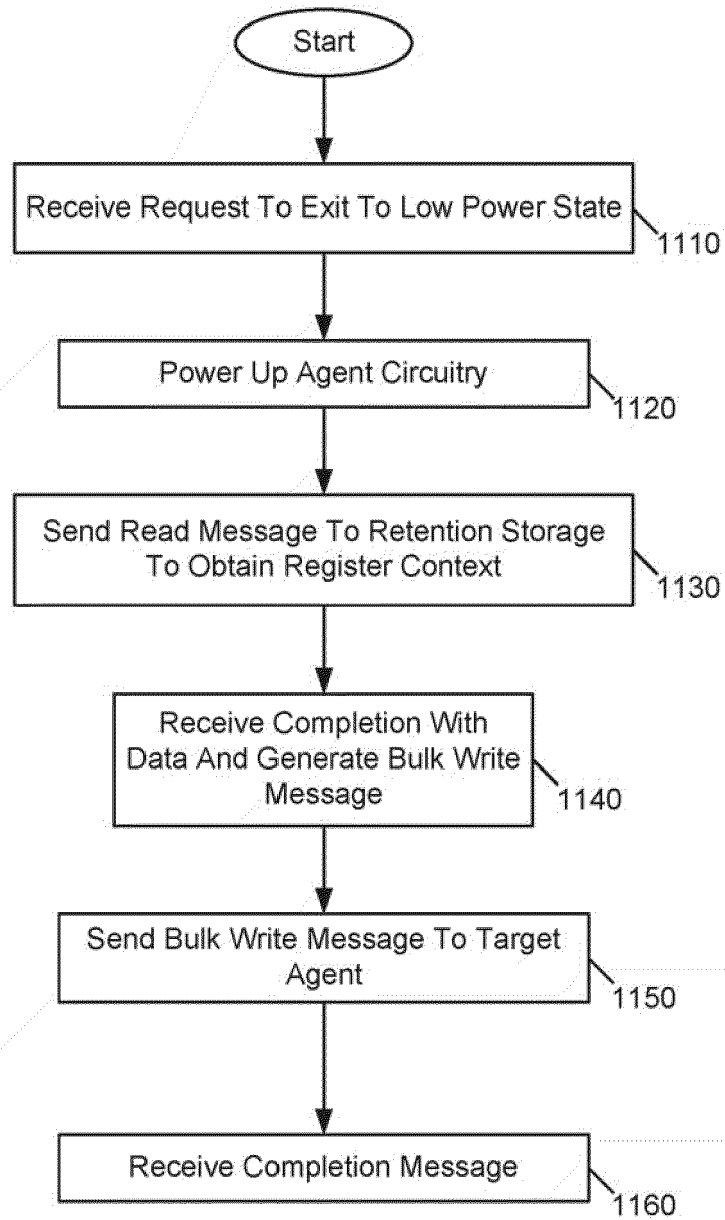 Start
Receive Request To Exit To Low Power State
1110
Power Up Agent Circuitry
1120
Send Read Message To Retention Storage
To Obtain Register Context
1130
Receive Completion With
Data And Generate Bulk Write
Message
1140
Send Bulk Write Message To Target
Agent
1150
Receive Completion Message
1160